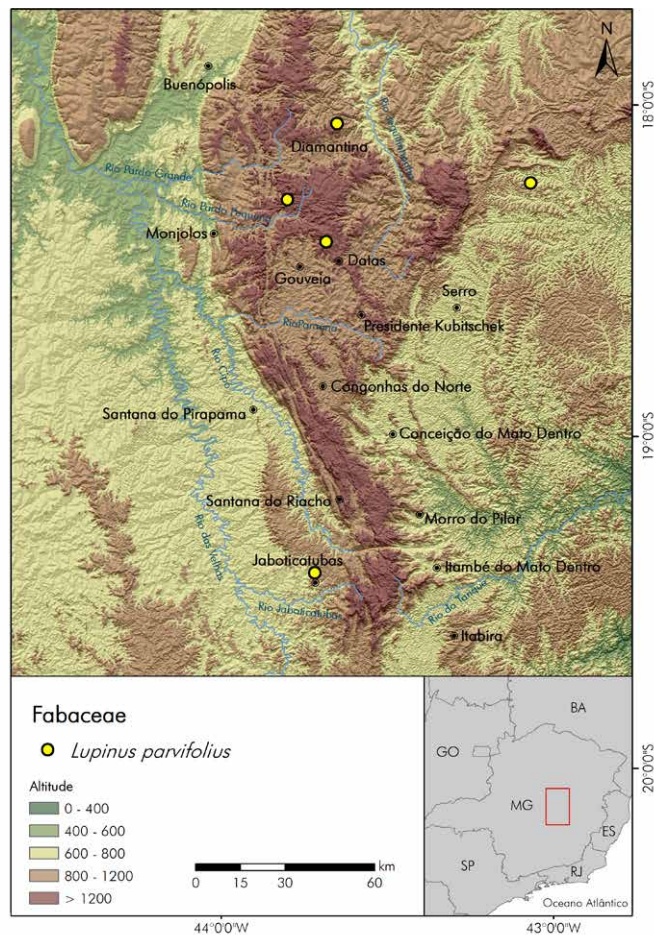 N
Buenópolis
18°0'0"S
Diamantina
Rio Jequitinhonha
Rio Pardo Grande
Rio Pardo Pequeno
Monjolos
Datas
Gouveia
Serro
Rio Paraúna
Presidente Kubitschek
Rio Cipó
Congonhas do Norte
Santana do Pirapama
19°0'0"S
Conceição do Mato Dentro
Santana do Riacho
Morro do Pilar
Rio das Velhas
Jaboticatubas
Itambé do Mato Dentro
Rio Jaboticatubas
Rio do Tanque
Itabira
Fabaceae
Lupinus parvifolius
Altitude
0 - 400
400 - 600
600 - 800
800 - 1200
> 1200
km
0 15 30 60
BA
GO
20°0'0"S
MG
ES
SP
RJ
Oceano Atlântico
44°0'0"W
43°0'0"W